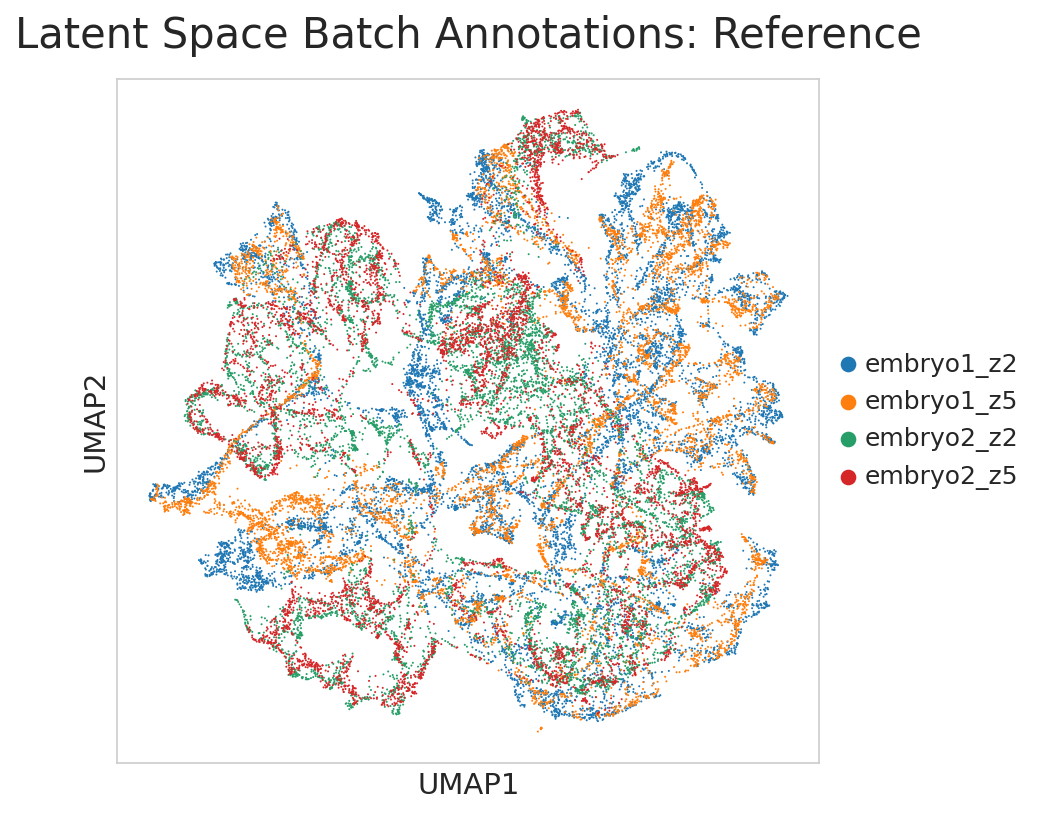 Latent Space Batch Annotations: Reference
UMAP2
embryo1_z2
embryo1_z5
embryo2_z2
embryo2_z5
UMAP1